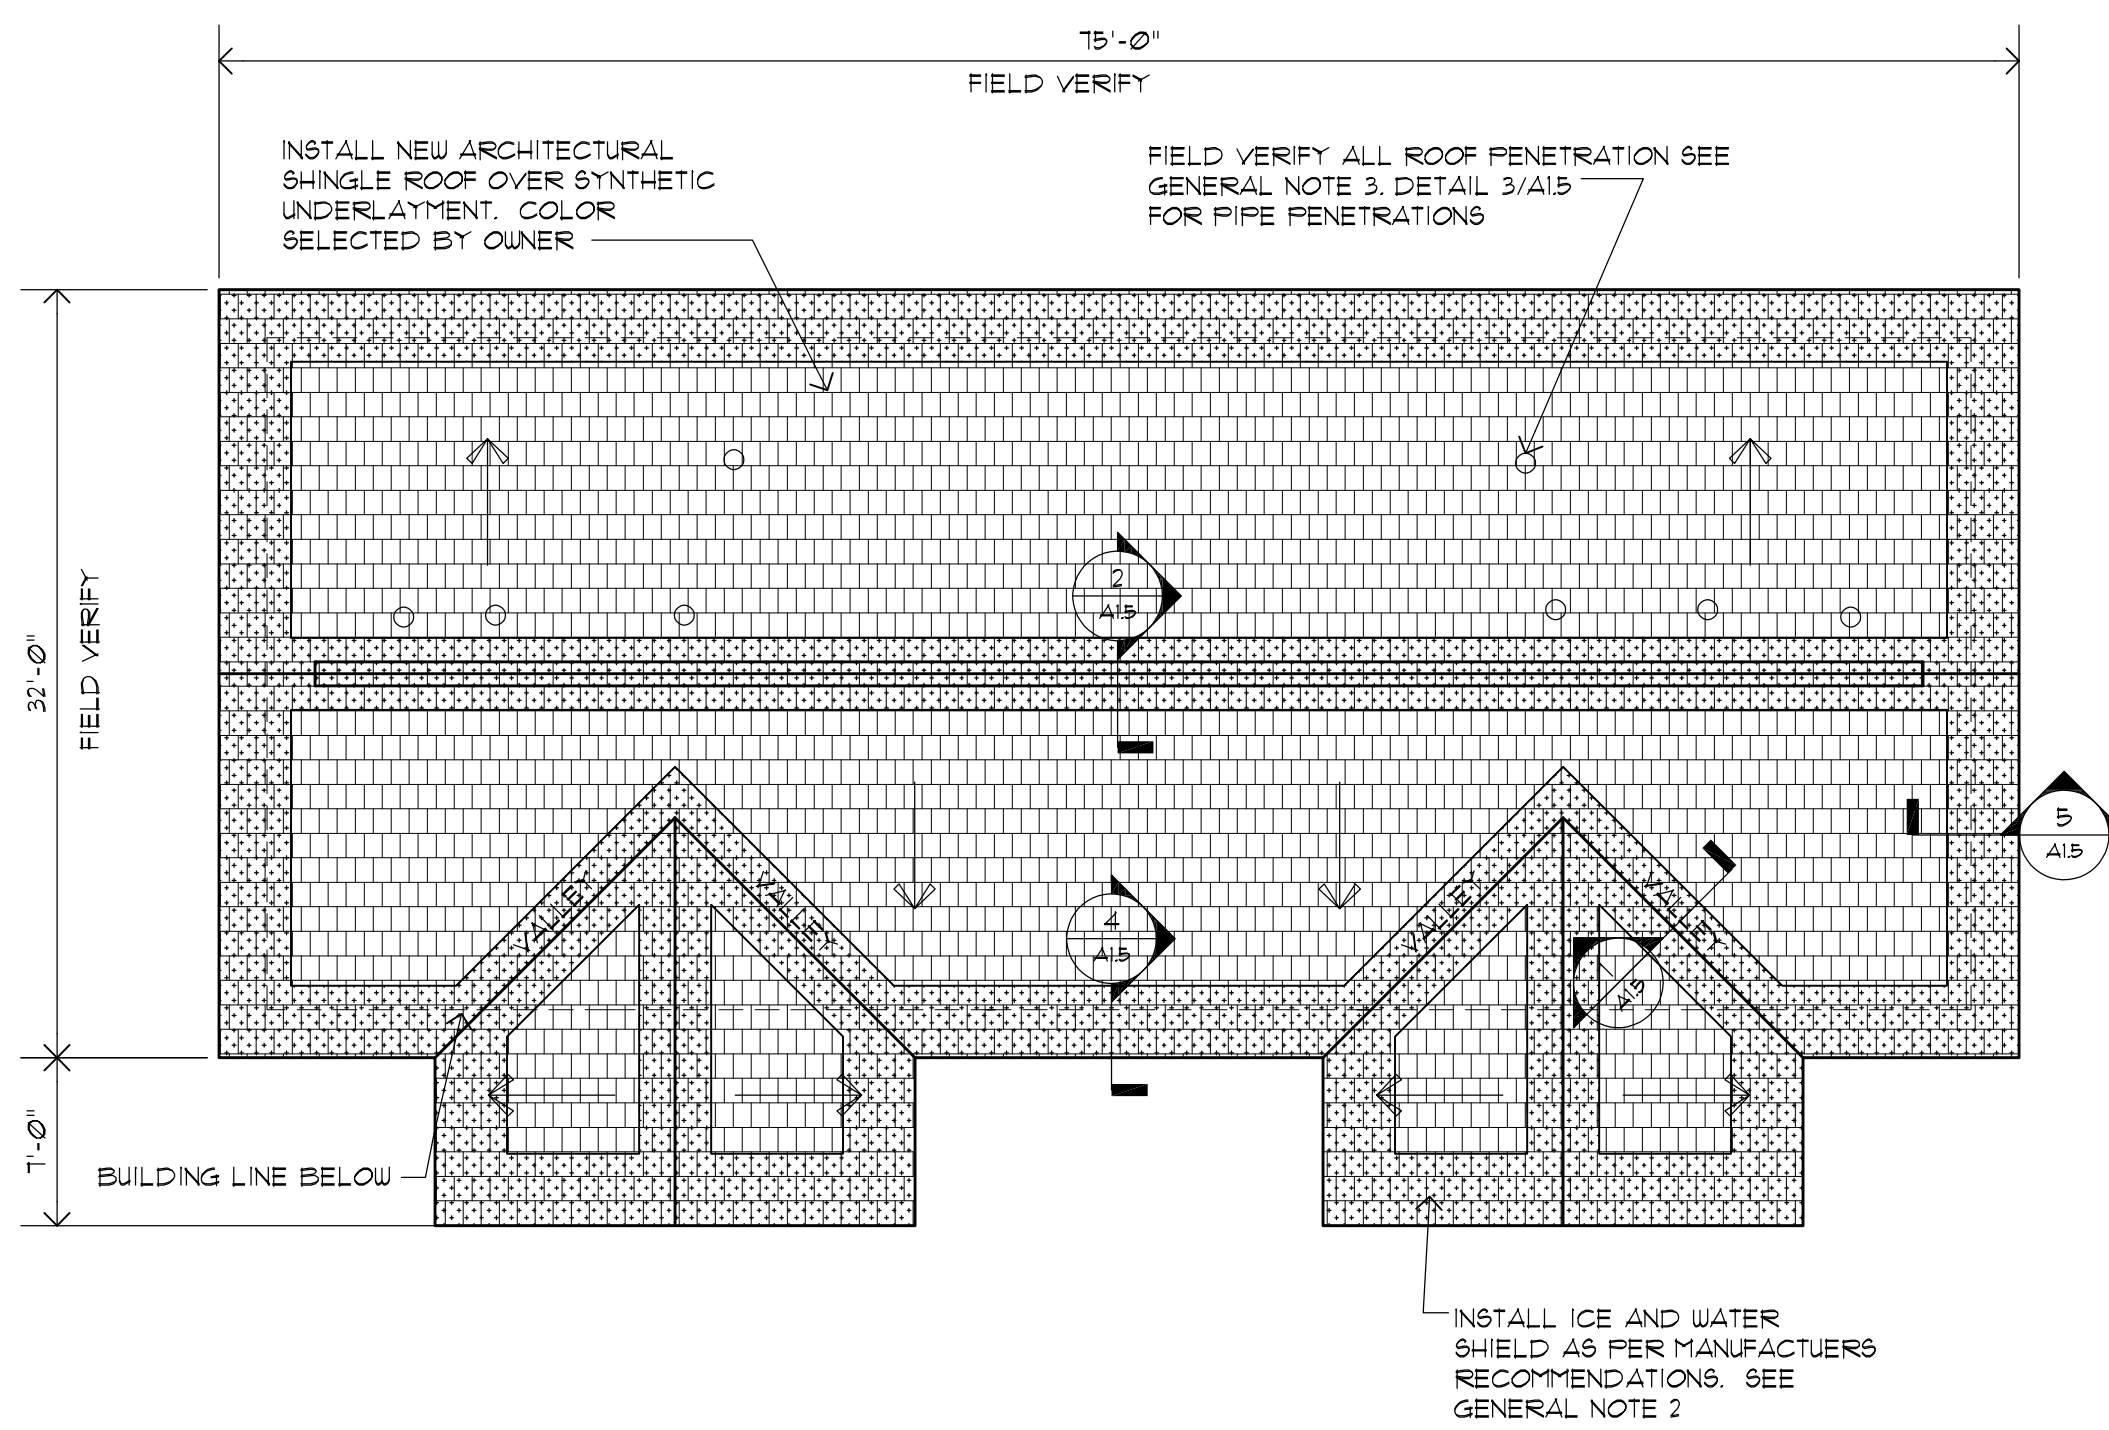 75'-0"
FIELD VERIFY
INSTALL NEW ARCHITECTURAL
SHINGLE ROOF OVER SYNTHETIC
UNDERLAYMENT. COLOR
SELECTED BY OWNER
FIELD VERIFY ALL ROOF PENETRATION SEE
GENERAL NOTE 3. DETAIL 3/A1.5
FOR PIPE PENETRATIONS
32'-0"
FIELD VERIFY
2
A1.5
5
A1.5
VALLEY
VALLEY
VALLEY
VALLEY
4
A1.5
1
A1.5
7'-0"
BUILDING LINE BELOW
INSTALL ICE AND WATER
SHIELD AS PER MANUFACTUERS
RECOMMENDATIONS. SEE
GENERAL NOTE 2